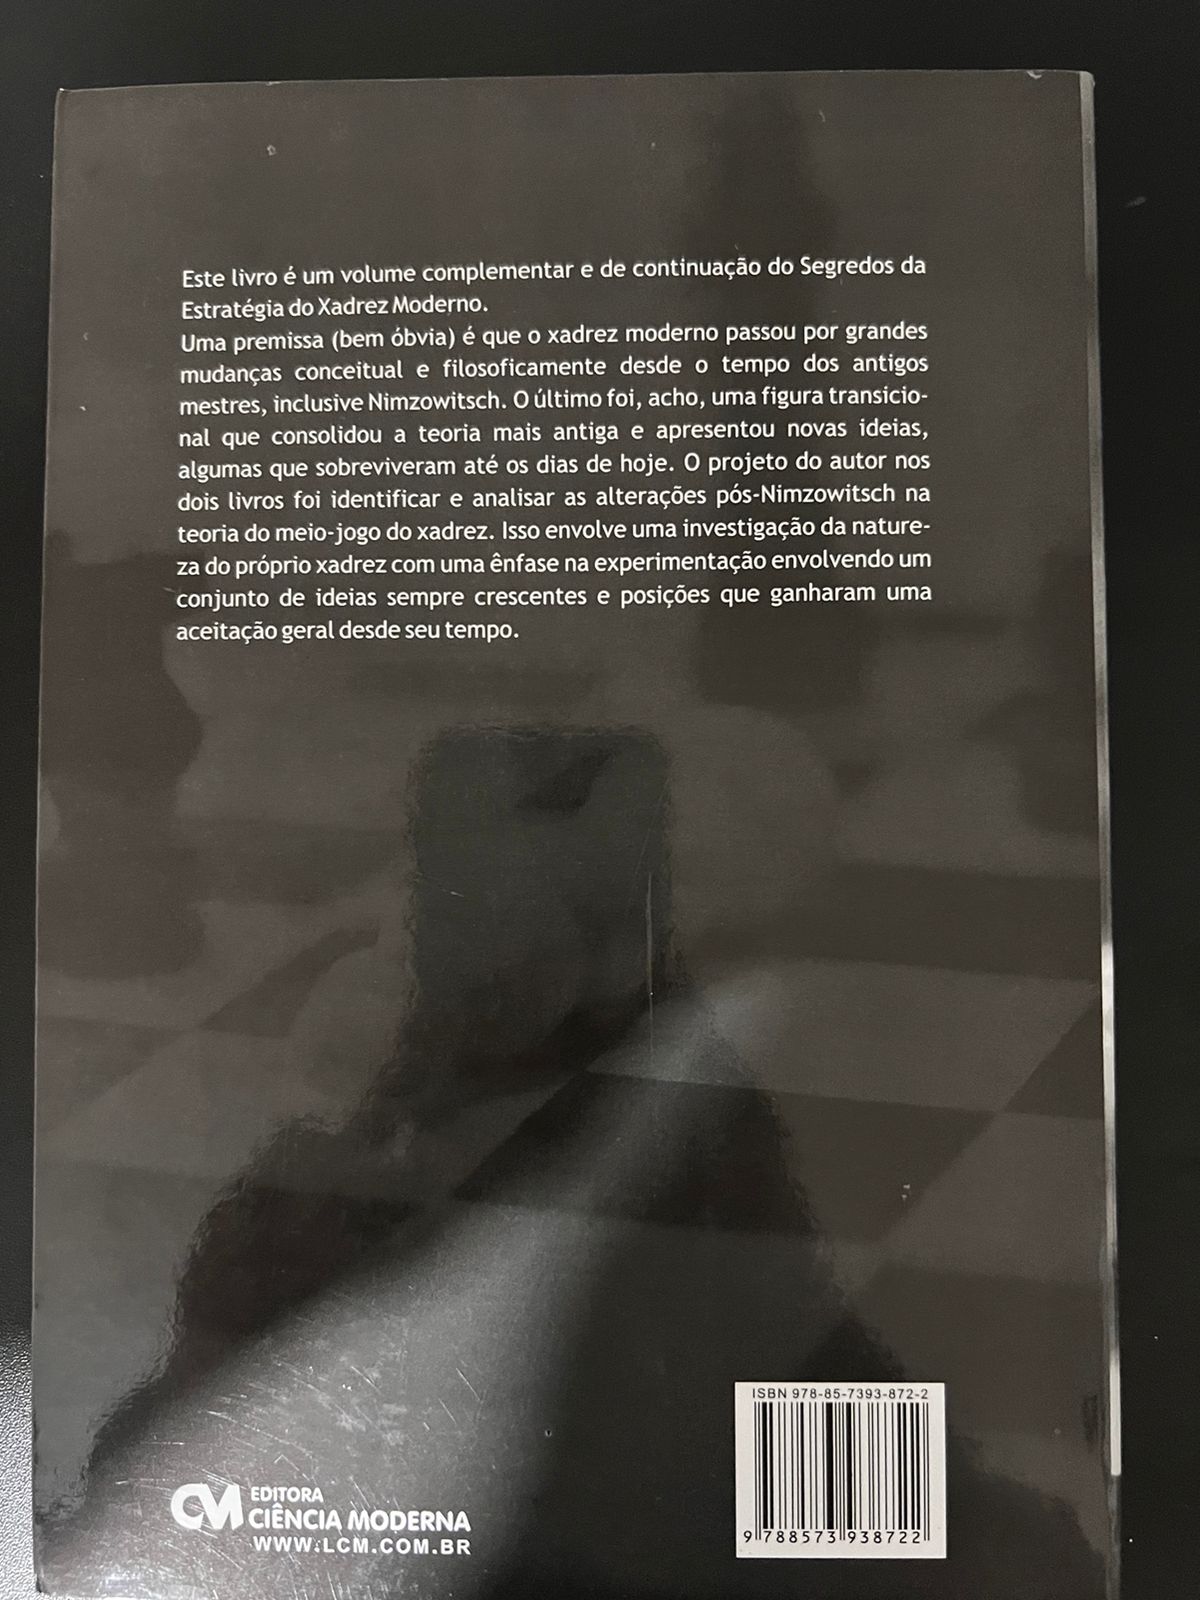 Este livro é um volume complementar e de continuação do Segredos da
Estratégia do Xadrez Moderno.
Uma premissa (bem óbvia) é que o xadrez moderno passou por grandes
mudanças conceitual e filosoficamente desde o tempo dos antigos
mestres, inclusive Nimzowitsch. O último foi, acho, uma figura transicio-
nal que consolidou a teoria mais antiga e apresentou novas ideias,
algumas que sobreviveram até os dias de hoje. O projeto do autor nos
dois livros foi identificar e analisar as alterações pós-Nimzowitsch na
teoria do meio-jogo do xadrez. Isso envolve uma investigação da nature-
za do próprio xadrez com uma ênfase na experimentação envolvendo um
conjunto de ideias sempre crescentes e posições que ganharam uma
aceitação geral desde seu tempo.
ISBN 978-85-7393-872-2
9 788573 938722
CM EDITORA
CIÊNCIA MODERNA
WWW.LCM.COM.BR